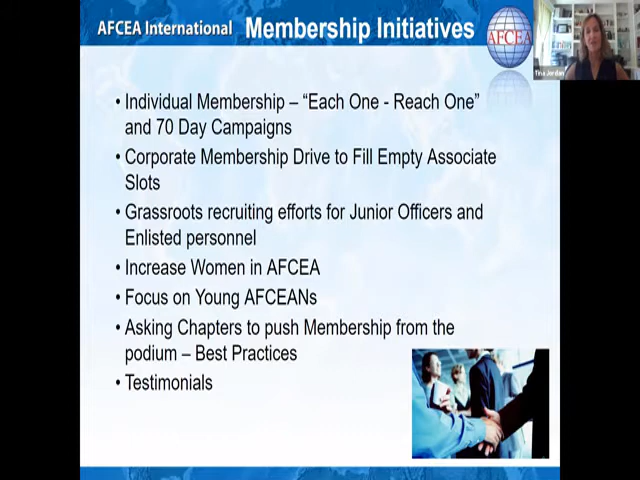 AFCEA International Membership Initiatives
AFCEA
Tina Jordan
• Individual Membership – “Each One - Reach One”
and 70 Day Campaigns
• Corporate Membership Drive to Fill Empty Associate
Slots
• Grassroots recruiting efforts for Junior Officers and
Enlisted personnel
• Increase Women in AFCEA
• Focus on Young AFCEANs
• Asking Chapters to push Membership from the
podium – Best Practices
• Testimonials